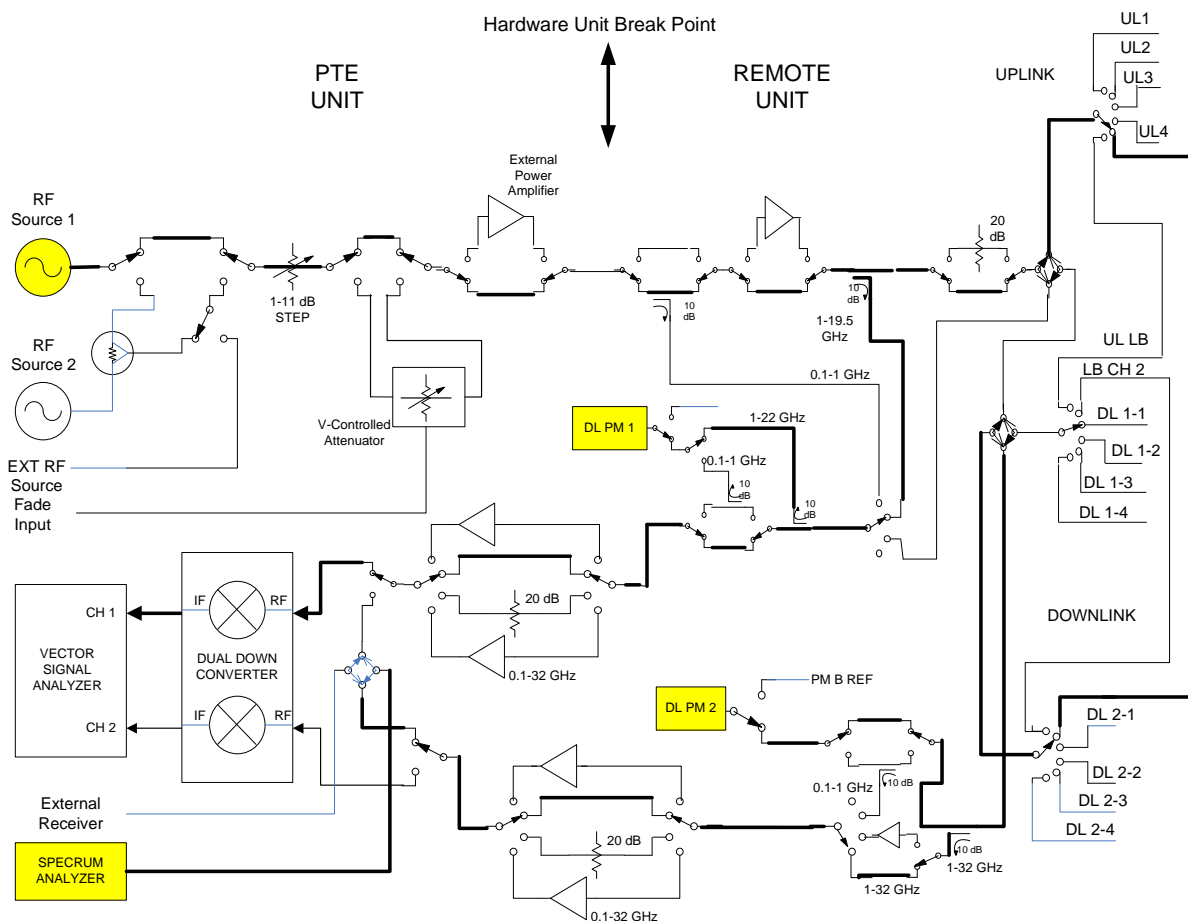 Hardware Unit Break Point
PTE
UNIT
REMOTE
UNIT
UPLINK
UL1
UL2
UL3
UL4
External
Power
Amplifier
RF
Source 1
20
dB
1-11 dB
STEP
10
dB
10
dB
1-19.5
GHz
RF
Source 2
UL LB
LB CH 2
0.1-1 GHz
V-Controlled
Attenuator
DL PM 1
1-22 GHz
DL 1-1
DL 1-2
DL 1-3
DL 1-4
0.1-1 GHz
EXT RF
Source
Fade
Input
10
dB
10
dB
CH 1
IF
RF
20 dB
VECTOR
SIGNAL
ANALYZER
DUAL DOWN
CONVERTER
0.1-32 GHz
DOWNLINK
PM B REF
DL PM 2
CH 2
IF
RF
DL 2-1
DL 2-2
DL 2-3
DL 2-4
0.1-1 GHz
10 dB
External
Receiver
20 dB
10 dB
SPECRUM
ANALYZER
1-32 GHz
1-32 GHz
0.1-32 GHz